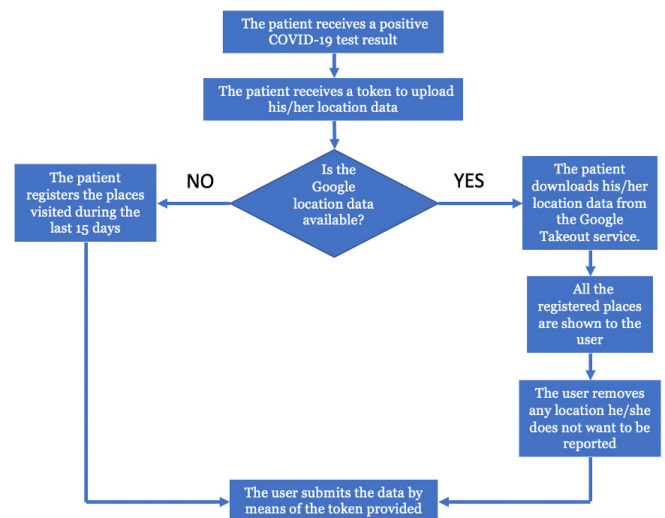 The patient receives a positive
COVID-19 test result
The patient receives a token to upload
his/her location data
Is the
Google
location data
available?
NO
YES
The patient
registers the places
visited during the
last 15 days
The patient
downloads his/her
location data from
the Google
Takeout service.
All the
registered places
are shown to the
user
The user removes
any location he/she
does not want to be
reported
The user submits the data by
means of the token provided